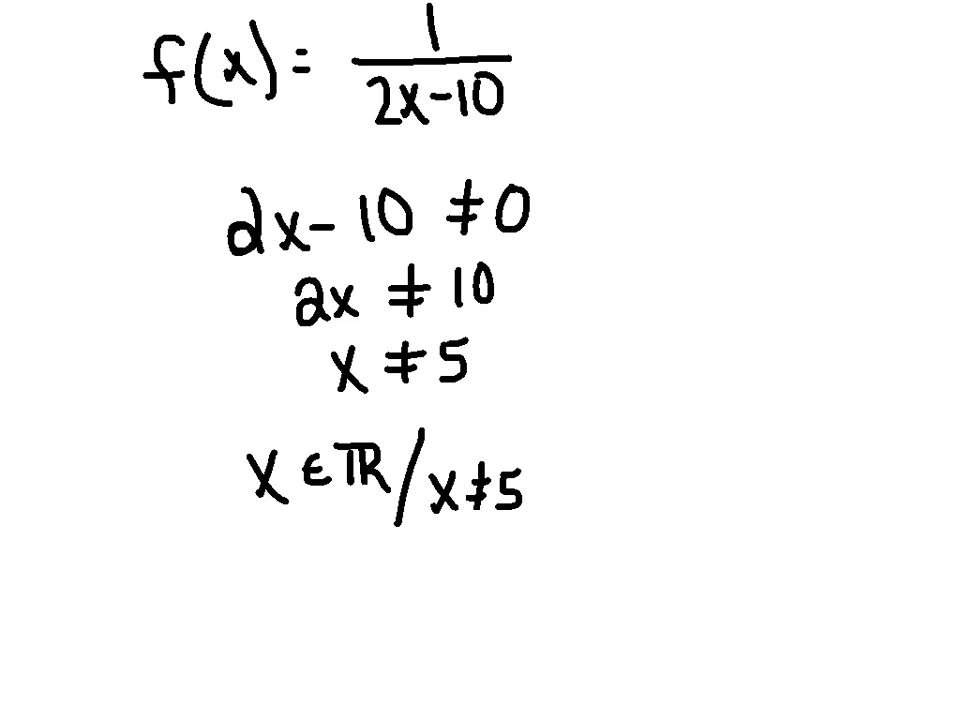 f(x) = 1/(2x-10)
2x - 10 ≠ 0
2x ≠ 10
x ≠ 5
x ∈ ℝ / x ≠ 5